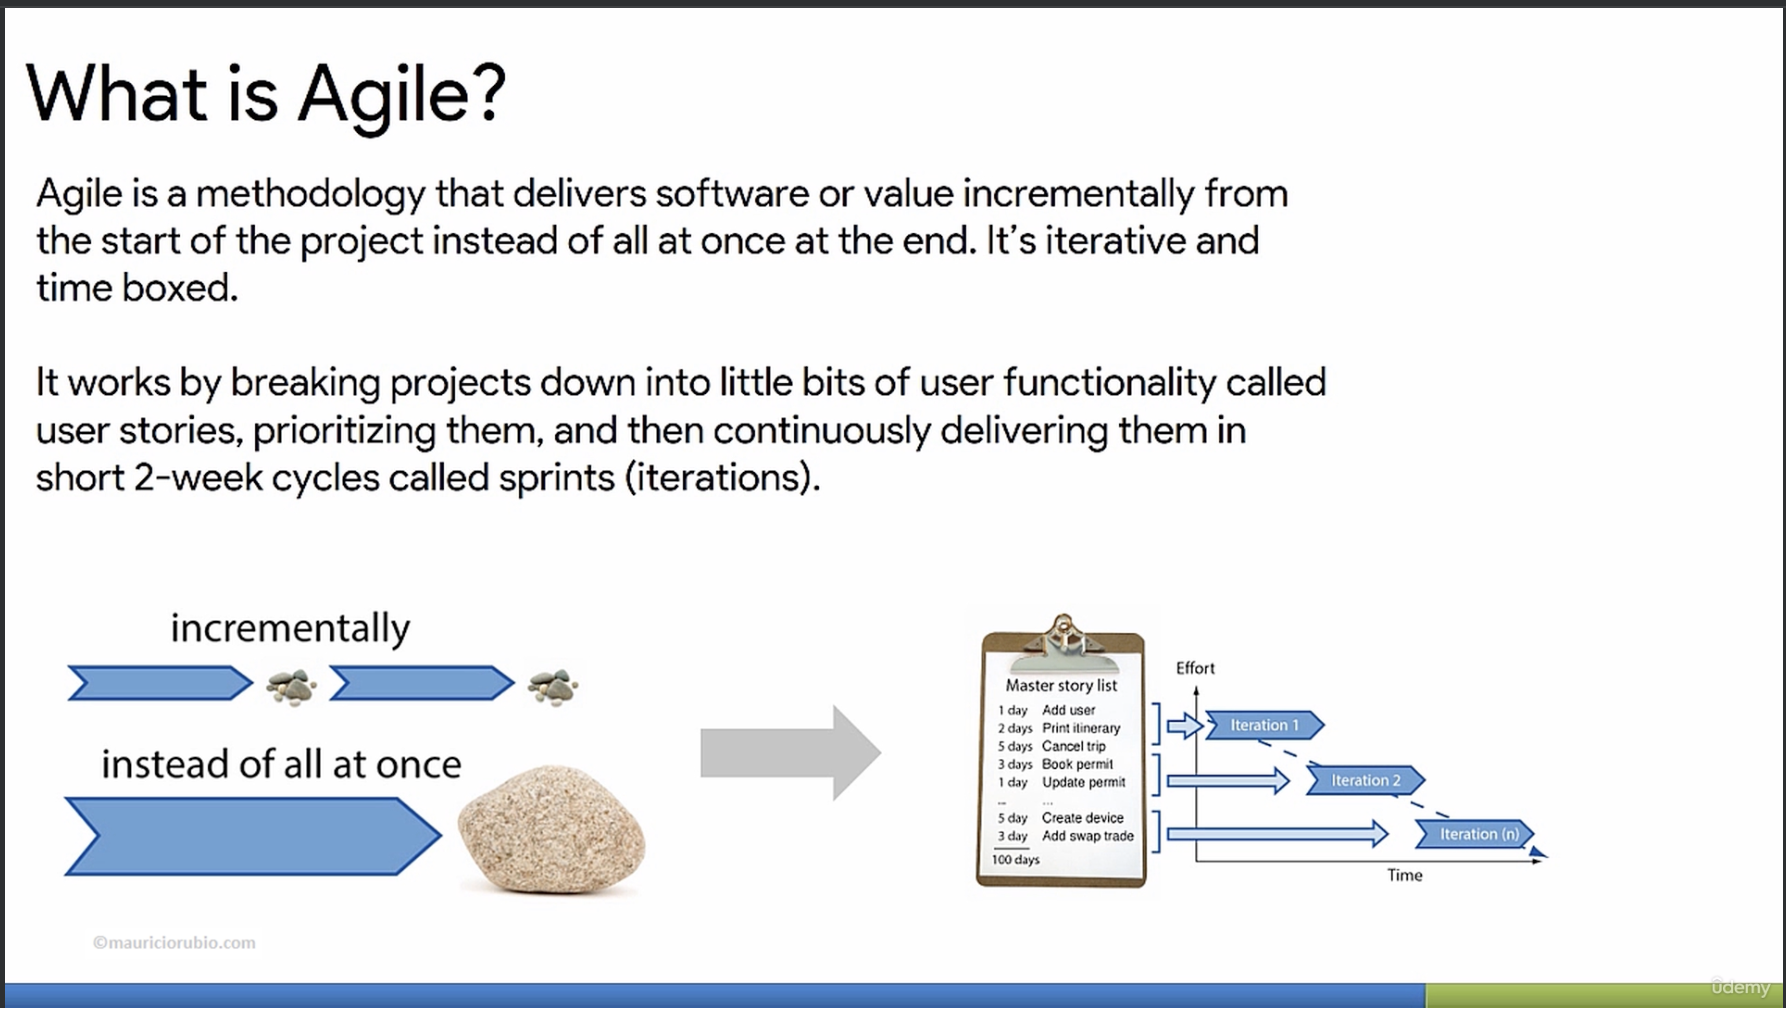 What is Agile?
Agile is a methodology that delivers software or value incrementally from
the start of the project instead of all at once at the end. It's iterative and
time boxed.
It works by breaking projects down into little bits of user functionality called
user stories, prioritizing them, and then continuously delivering them in
short 2-week cycles called sprints (iterations).
incrementally
instead of all at once
Master story list
1 day Add user
2 days Print itinerary
5 days Cancel trip
3 days Book permit
1 day Update permit
... ...
5 day Create device
3 day Add swap trade
100 days
Effort
Iteration 1
Iteration 2
Iteration (n)
Time
©mauriciorubio.com
ûdemy